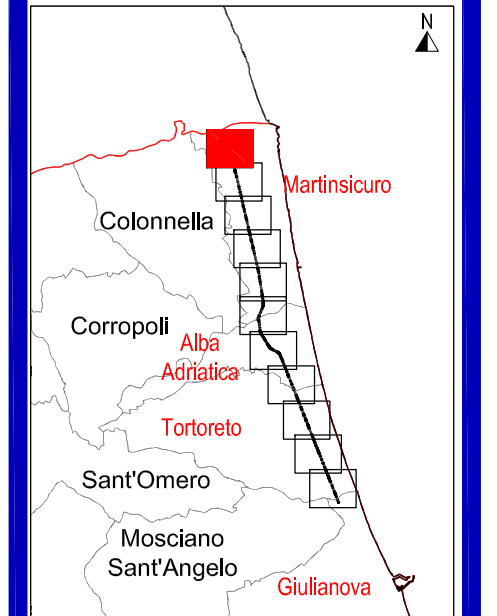 N
Martinsicuro
Colonnella
Corropoli
Alba
Adriatica
Tortoreto
Sant'Omero
Mosciano
Sant'Angelo
Giulianova